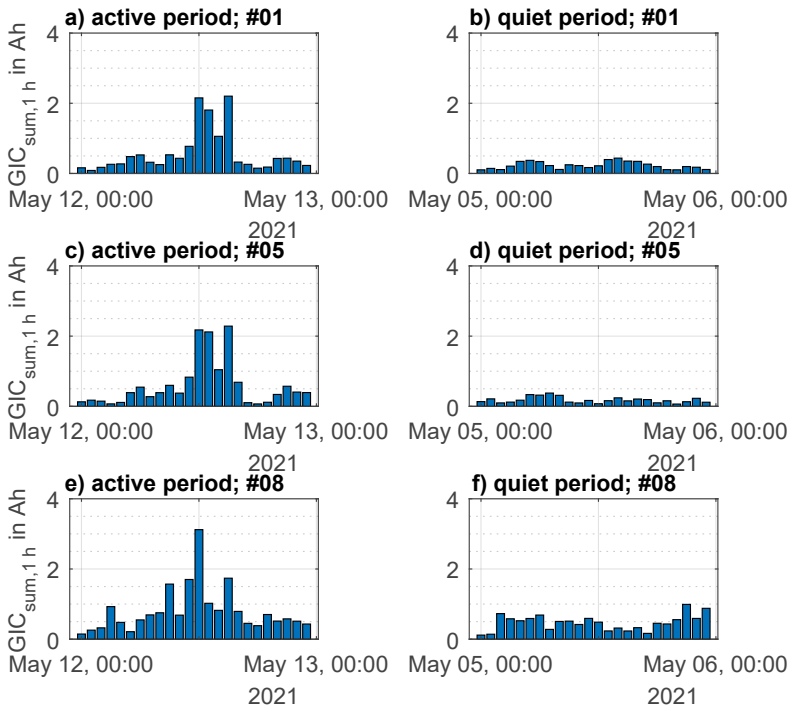 a) active period; #01
b) quiet period; #01
GIC_sum,1 h in Ah
4
2
0
4
2
0
May 12, 00:00
May 13, 00:00
May 05, 00:00
May 06, 00:00
2021
2021
c) active period; #05
d) quiet period; #05
GIC_sum,1 h in Ah
4
2
0
4
2
0
May 12, 00:00
May 13, 00:00
May 05, 00:00
May 06, 00:00
2021
2021
e) active period; #08
f) quiet period; #08
GIC_sum,1 h in Ah
4
2
0
4
2
0
May 12, 00:00
May 13, 00:00
May 05, 00:00
May 06, 00:00
2021
2021